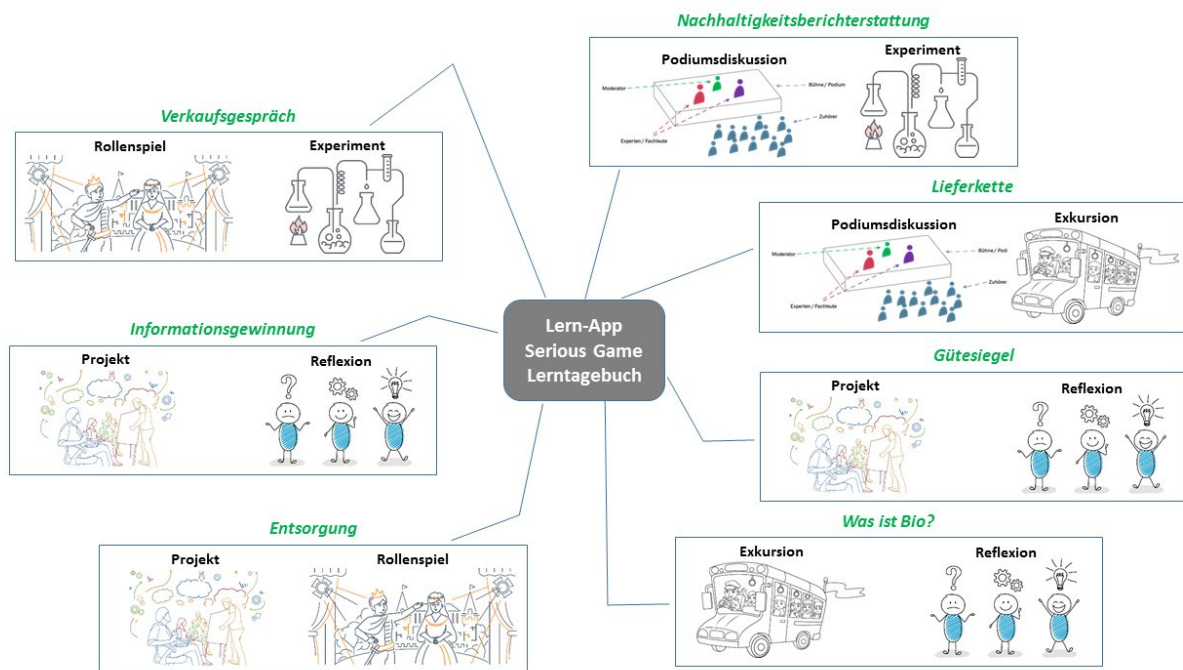 Nachhaltigkeitsberichterstattung
Podiumsdiskussion
Experiment
Moderator
Bühne / Podium
Zuhörer
Experten / Fachleute
Verkaufsgespräch
Rollenspiel
Experiment
Lieferkette
Podiumsdiskussion
Exkursion
Moderator
Bühne / Podi
Zuhörer
Experten / Fachleute
Lern-App
Serious Game
Lerntagebuch
Informationsgewinnung
Projekt
Reflexion
Gütesiegel
Projekt
Reflexion
Entsorgung
Projekt
Rollenspiel
Was ist Bio?
Exkursion
Reflexion